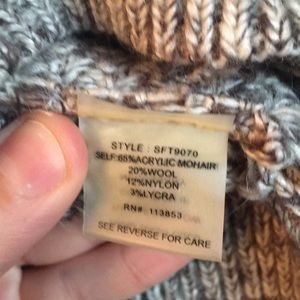 STYLE : SFT9070
SELF:65%ACRYLIC MOHAIR
20%WOOL
12%NYLON
3%LYCRA
RN#: 113853
SEE REVERSE FOR CARE